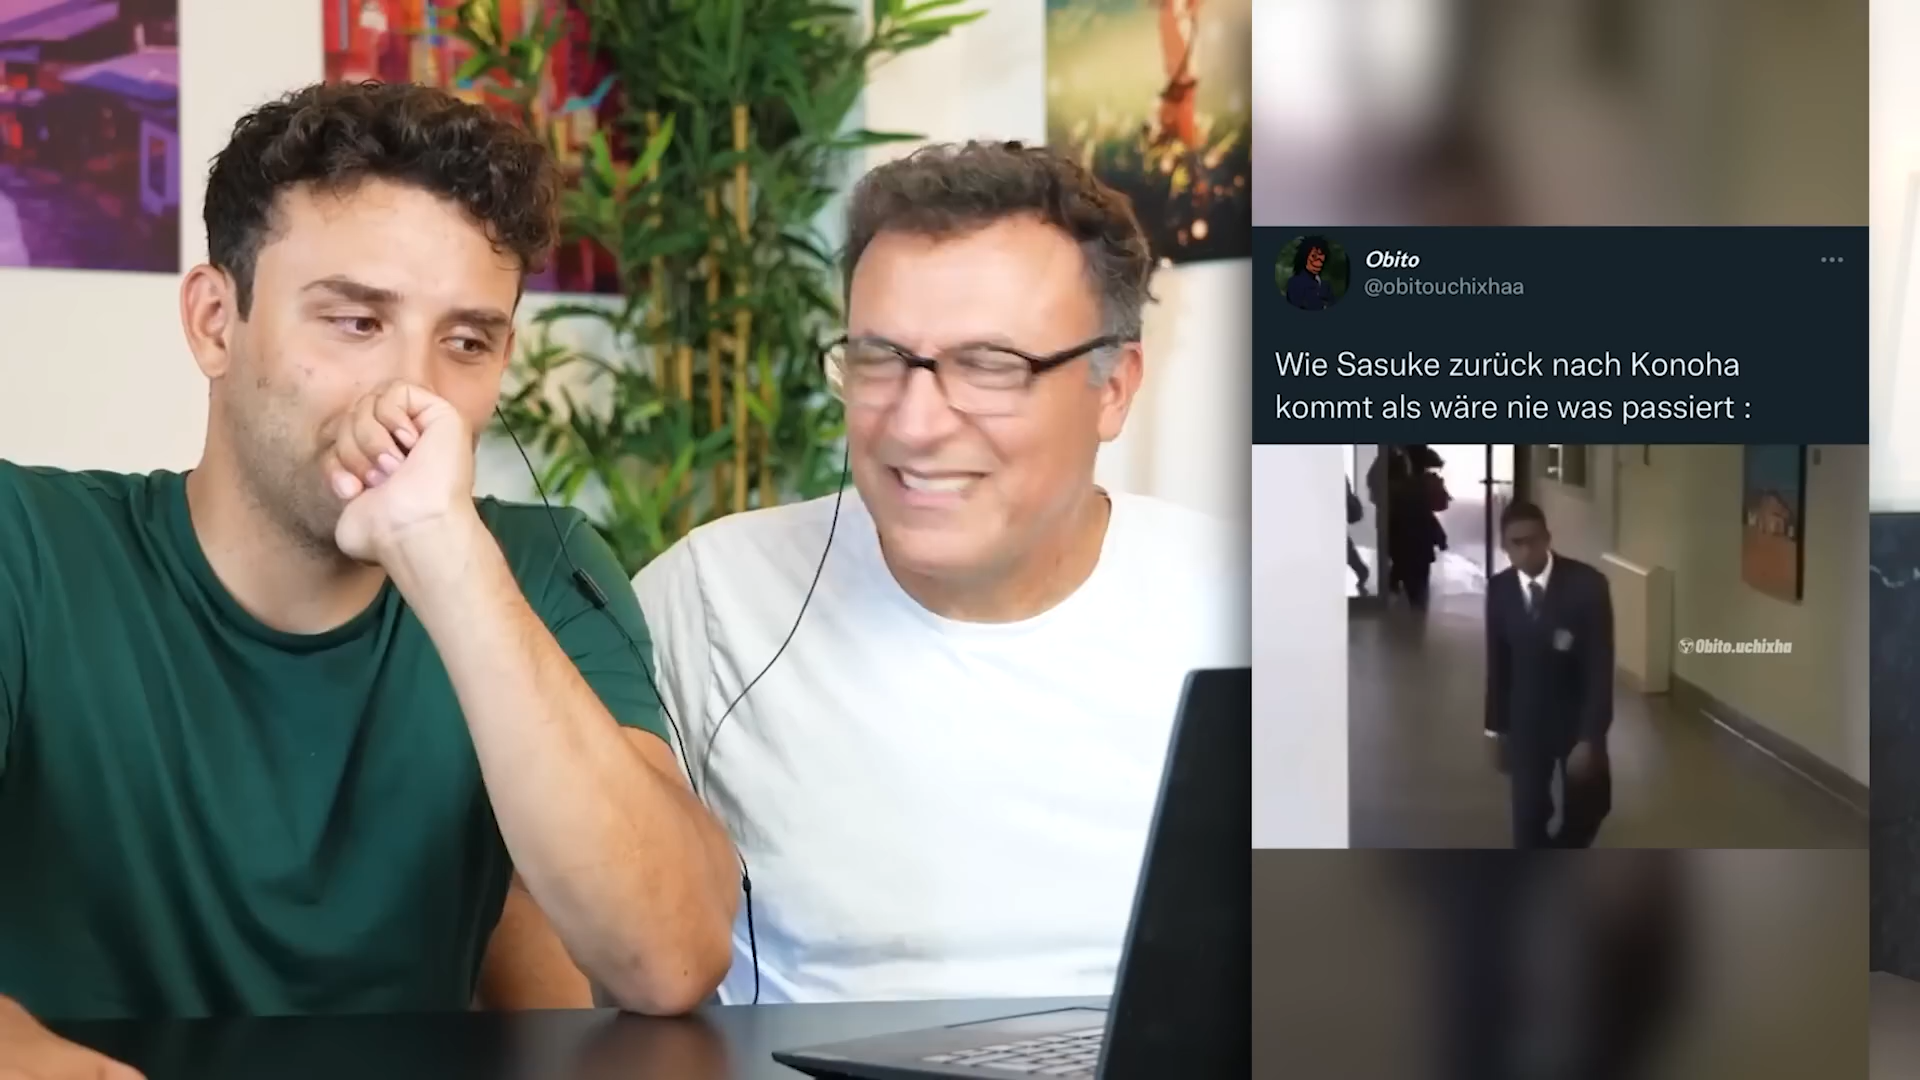 Obito
@obitouchixhaa
Wie Sasuke zurück nach Konoha
kommt als wäre nie was passiert :
Obito.uchixha